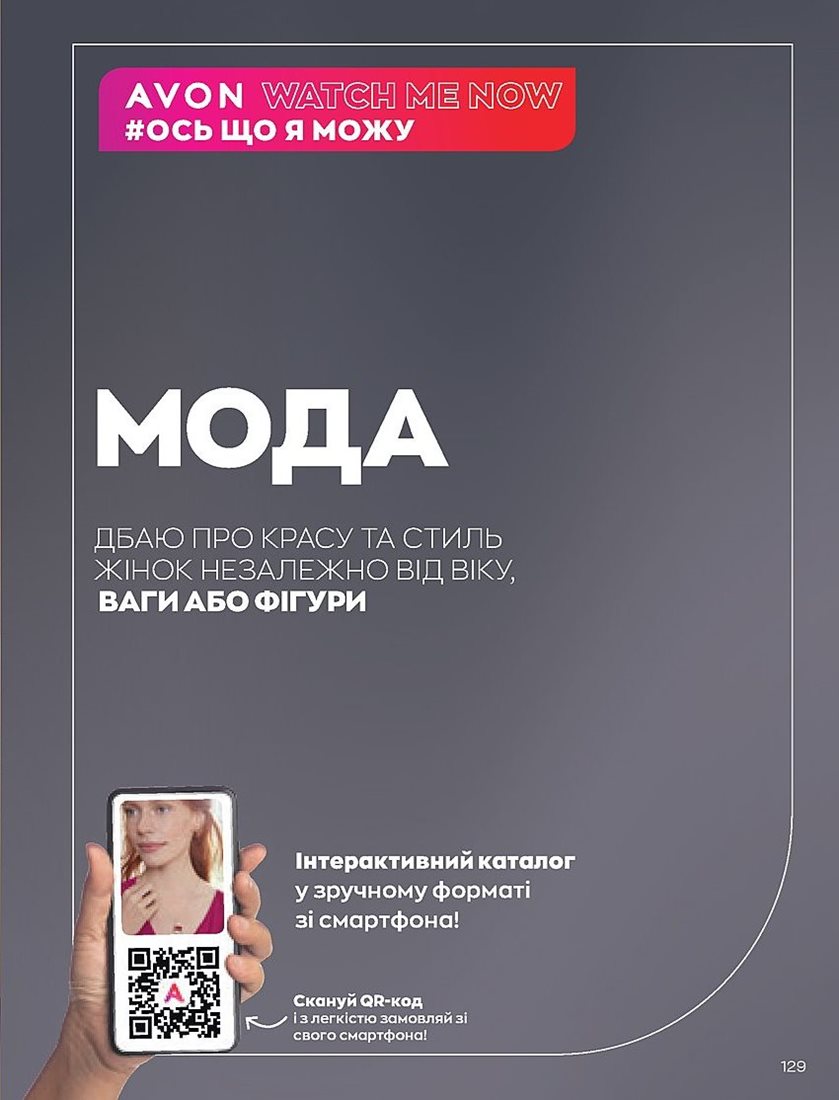 AVON WATCH ME NOW
#ОСЬ ЩО Я МОЖУ
МОДА
ДБАЮ ПРО КРАСУ ТА СТИЛЬ
ЖІНОК НЕЗАЛЕЖНО ВІД ВІКУ,
ВАГИ АБО ФІГУРИ
Інтерактивний каталог
у зручному форматі
зі смартфона!
Скануй QR-код
і з легкістю замовляй зі
свого смартфона!
129